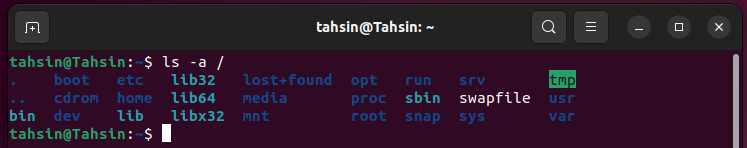 tahsin@Tahsin: ~
tahsin@Tahsin:~$ ls -a /
.    boot   etc   lib32   lost+found  opt   run   srv       tmp
..   cdrom  home  lib64   media       proc  sbin  swapfile  usr
bin  dev    lib   libx32  mnt         root  snap  sys       var
tahsin@Tahsin:~$